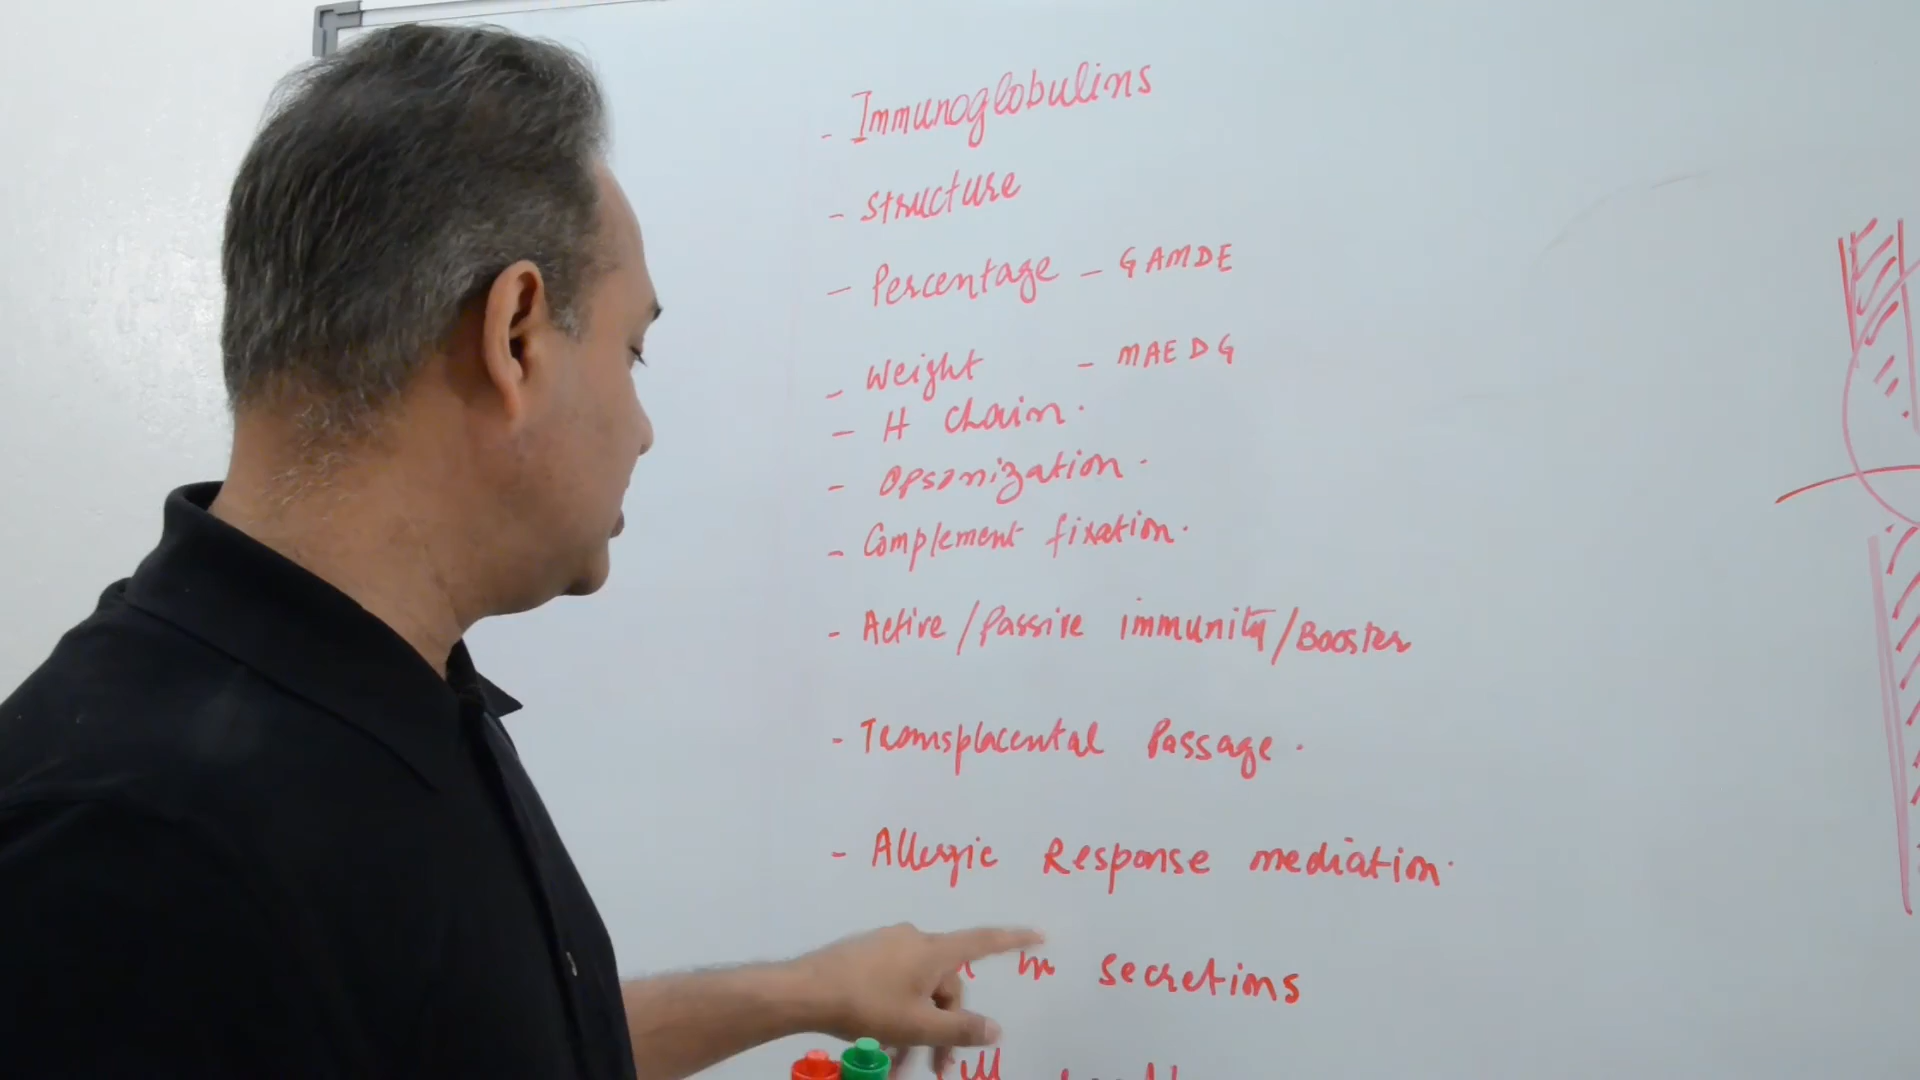 - Immunoglobulins
- structure
- Percentage - GAMDE
- Weight - MAEDG
- H chain.
- Opsonization.
- Complement fixation.
- Active/Passive immunity/Booster
- Transplacental Passage.
- Allergic Response mediation.
in secretions